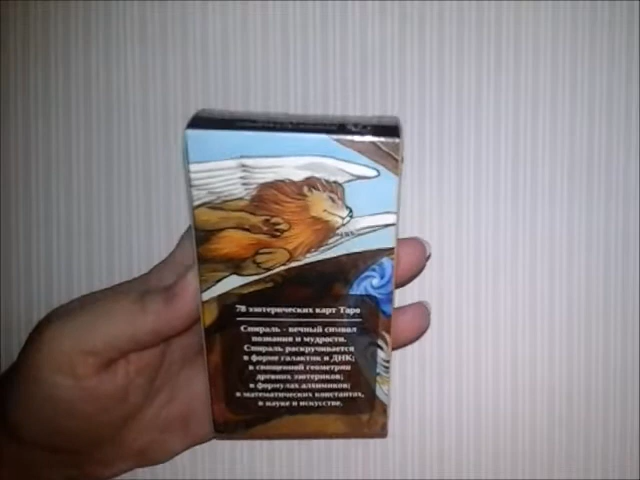 78 эзотерических карт Таро
Спираль - вечный символ
познания и мудрости.
Спираль раскручивается
в форме галактик и ДНК;
в священной геометрии
древних эзотериков;
в формулах алхимиков;
в математических константах,
в науке и искусстве.